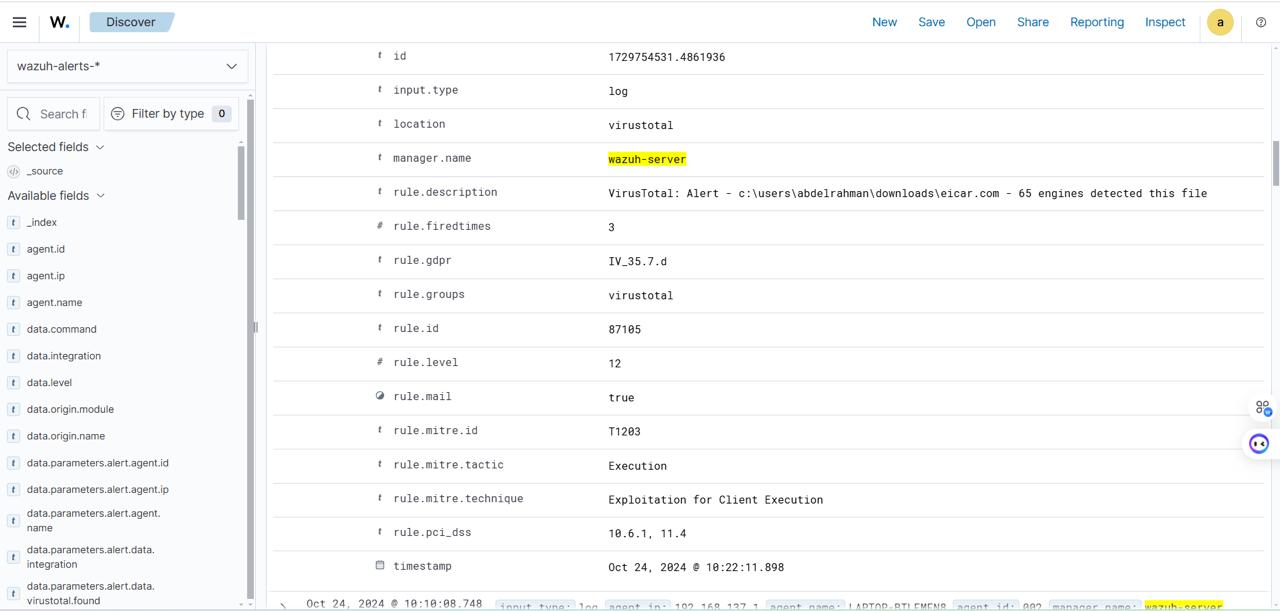 W. Discover New Save Open Share Reporting Inspect a
wazuh-alerts-*
Search fi Filter by type 0
Selected fields
_source
Available fields
_index
agent.id
agent.ip
agent.name
data.command
data.integration
data.level
data.origin.module
data.origin.name
data.parameters.alert.agent.id
data.parameters.alert.agent.ip
data.parameters.alert.agent.
name
data.parameters.alert.data.
integration
data.parameters.alert.data.
virustotal.found
t id 1729754531.4861936
t input.type log
t location virustotal
t manager.name wazuh-server
t rule.description VirusTotal: Alert - c:\users\abdelrahman\downloads\eicar.com - 65 engines detected this file
# rule.firedtimes 3
t rule.gdpr IV_35.7.d
t rule.groups virustotal
t rule.id 87105
# rule.level 12
rule.mail true
t rule.mitre.id T1203
t rule.mitre.tactic Execution
t rule.mitre.technique Exploitation for Client Execution
t rule.pci_dss 10.6.1, 11.4
timestamp Oct 24, 2024 @ 10:22:11.898
Oct 24, 2024 @ 10:10:08.748 input.type: log agent.ip: 192.168.137.1 agent.name: agent.id: 002 manager.name: wazuh-server